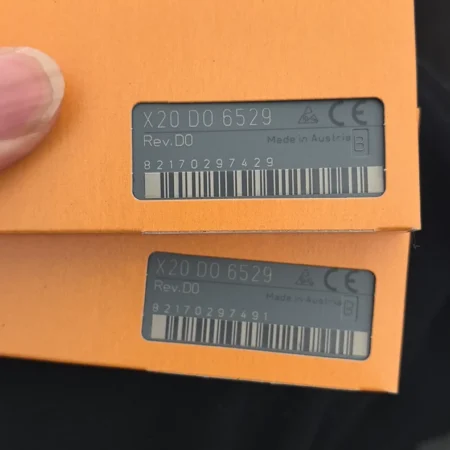 X20 DO 6529 CE
Rev.D0 Made in Austria B
82170297429
X20 DO 6529 CE
Rev.D0 Made in Austria B
82170297491